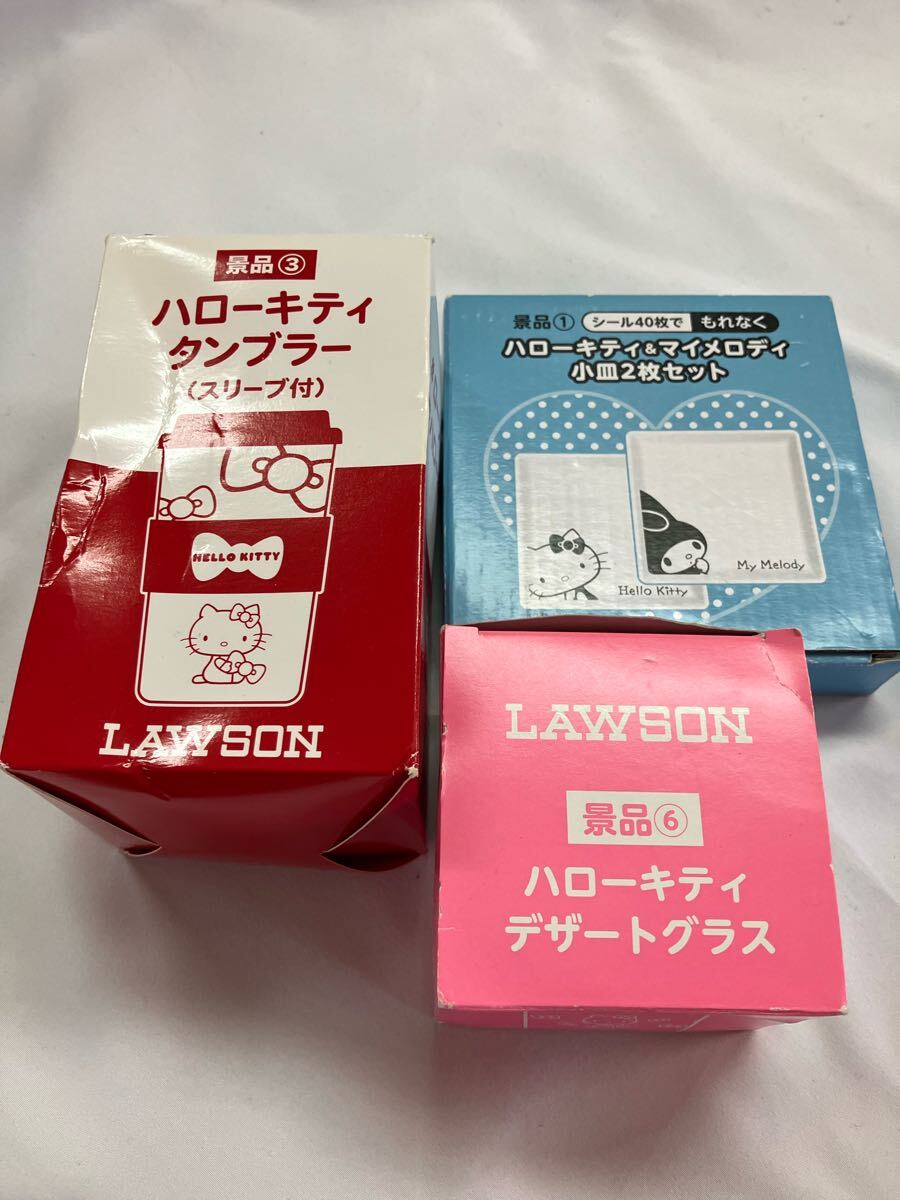 景品③
ハローキティ
タンブラー
(スリーブ付)
HELLO KITTY
LAWSON
景品① シール40枚で もれなく
ハローキティ&マイメロディ
小皿2枚セット
Hello Kitty
My Melody
LAWSON
景品⑥
ハローキティ
デザートグラス